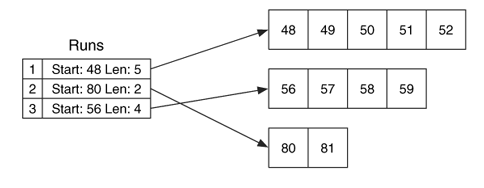 Runs
1 Start: 48 Len: 5
2 Start: 80 Len: 2
3 Start: 56 Len: 4
48 49 50 51 52
56 57 58 59
80 81